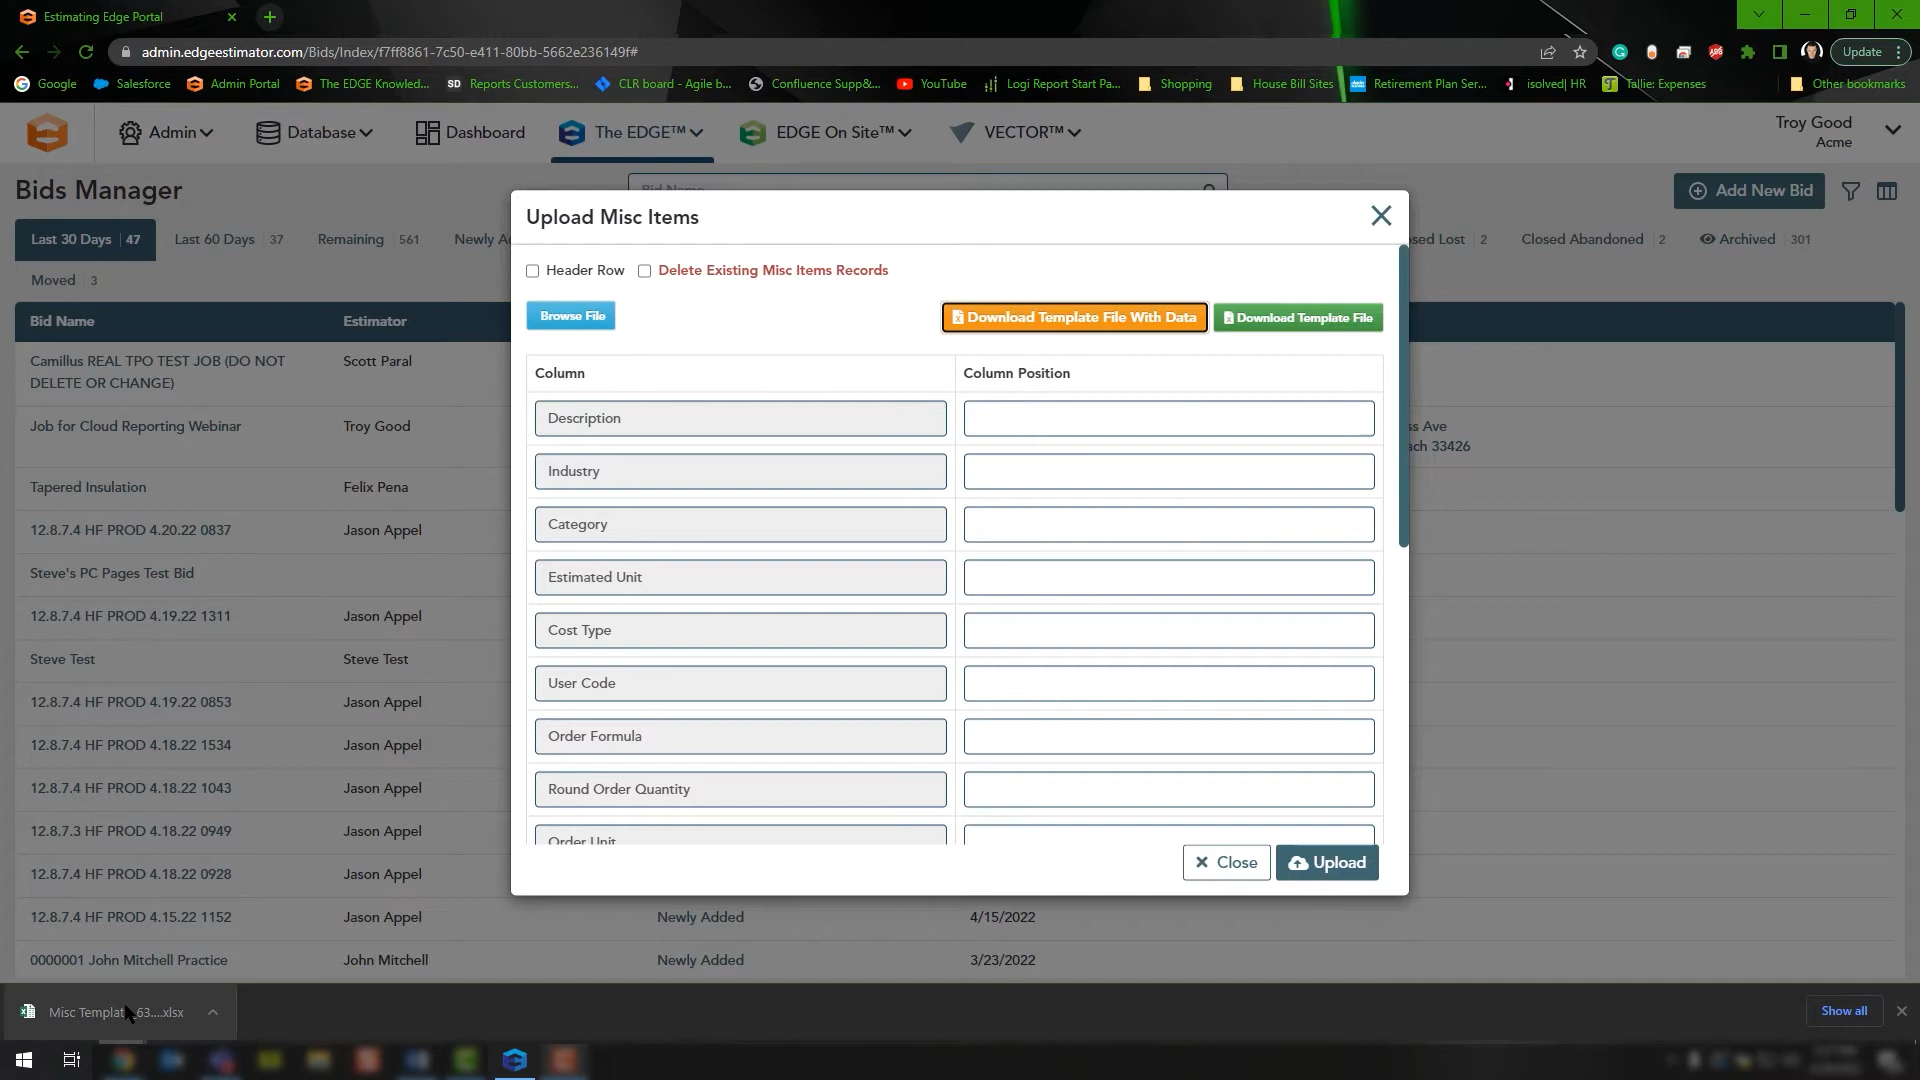 Estimating Edge Portal
admin.edgeestimator.com/Bids/Index/f7ff8861-7c50-e411-80bb-5662e236149f#
Update
Google
Salesforce
Admin Portal
The EDGE Knowled...
SD Reports Customers...
CLR board - Agile b...
Confluence Supp&...
YouTube
Logi Report Start Pa...
Shopping
House Bill Sites
Retirement Plan Ser...
isolved| HR
Tallie: Expenses
Other bookmarks
Admin
Database
Dashboard
The EDGE™
EDGE On Site™
VECTOR™
Troy Good
Acme
Bids Manager
Bid Name
Add New Bid
Last 30 Days | 47
Last 60 Days 37
Remaining 561
Newly A
sed Lost 2
Closed Abandoned 2
Archived 301
Moved 3
Bid Name
Estimator
Camillus REAL TPO TEST JOB (DO NOT
DELETE OR CHANGE)
Scott Paral
Job for Cloud Reporting Webinar
Troy Good
ss Ave
ach 33426
Tapered Insulation
Felix Pena
12.8.7.4 HF PROD 4.20.22 0837
Jason Appel
Steve's PC Pages Test Bid
12.8.7.4 HF PROD 4.19.22 1311
Jason Appel
Steve Test
Steve Test
12.8.7.4 HF PROD 4.19.22 0853
Jason Appel
12.8.7.4 HF PROD 4.18.22 1534
Jason Appel
12.8.7.4 HF PROD 4.18.22 1043
Jason Appel
12.8.7.3 HF PROD 4.18.22 0949
Jason Appel
12.8.7.4 HF PROD 4.18.22 0928
Jason Appel
12.8.7.4 HF PROD 4.15.22 1152
Jason Appel
Newly Added
4/15/2022
0000001 John Mitchell Practice
John Mitchell
Newly Added
3/23/2022
Upload Misc Items
Header Row
Delete Existing Misc Items Records
Browse File
Download Template File With Data
Download Template File
Column
Column Position
Description
Industry
Category
Estimated Unit
Cost Type
User Code
Order Formula
Round Order Quantity
Order Unit
Close
Upload
Misc Templat 63....xlsx
Show all